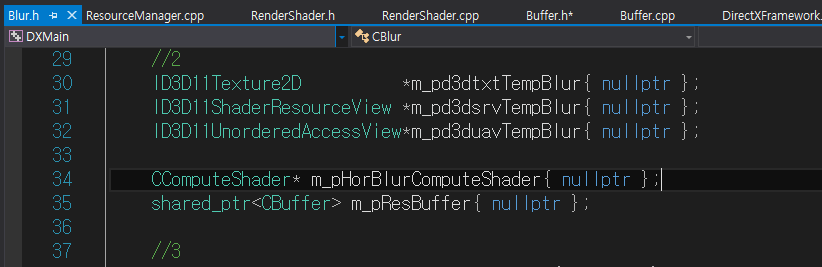 Blur.h ResourceManager.cpp RenderShader.h RenderShader.cpp Buffer.h* Buffer.cpp DirectXFramework.
DXMain CBlur
29 //2
30 ID3D11Texture2D *m_pd3dtxtTempBlur{ nullptr };
31 ID3D11ShaderResourceView *m_pd3dsrvTempBlur{ nullptr };
32 ID3D11UnorderedAccessView*m_pd3duavTempBlur{ nullptr };
33
34 CComputeShader* m_pHorBlurComputeShader{ nullptr };
35 shared_ptr<CBuffer> m_pResBuffer{ nullptr };
36
37 //3